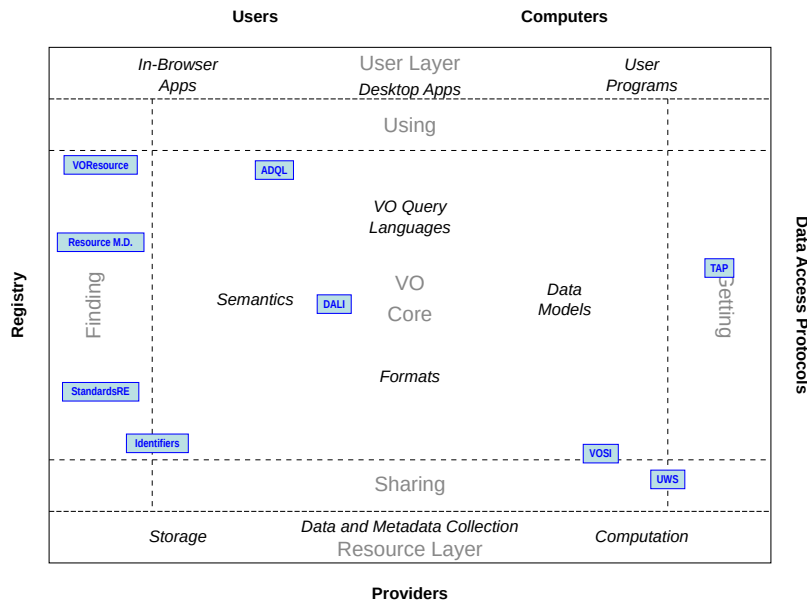 Users
Computers
In-Browser
Apps
User Layer
Desktop Apps
User
Programs
Using
VOResource
ADQL
VO Query
Languages
Resource M.D.
TAP
Registry
Finding
Semantics
DALI
VO
Core
Data
Models
Getting
Data Access Protocols
Formats
StandardsRE
Identifiers
VOSI
UWS
Sharing
Storage
Data and Metadata Collection
Computation
Resource Layer
Providers